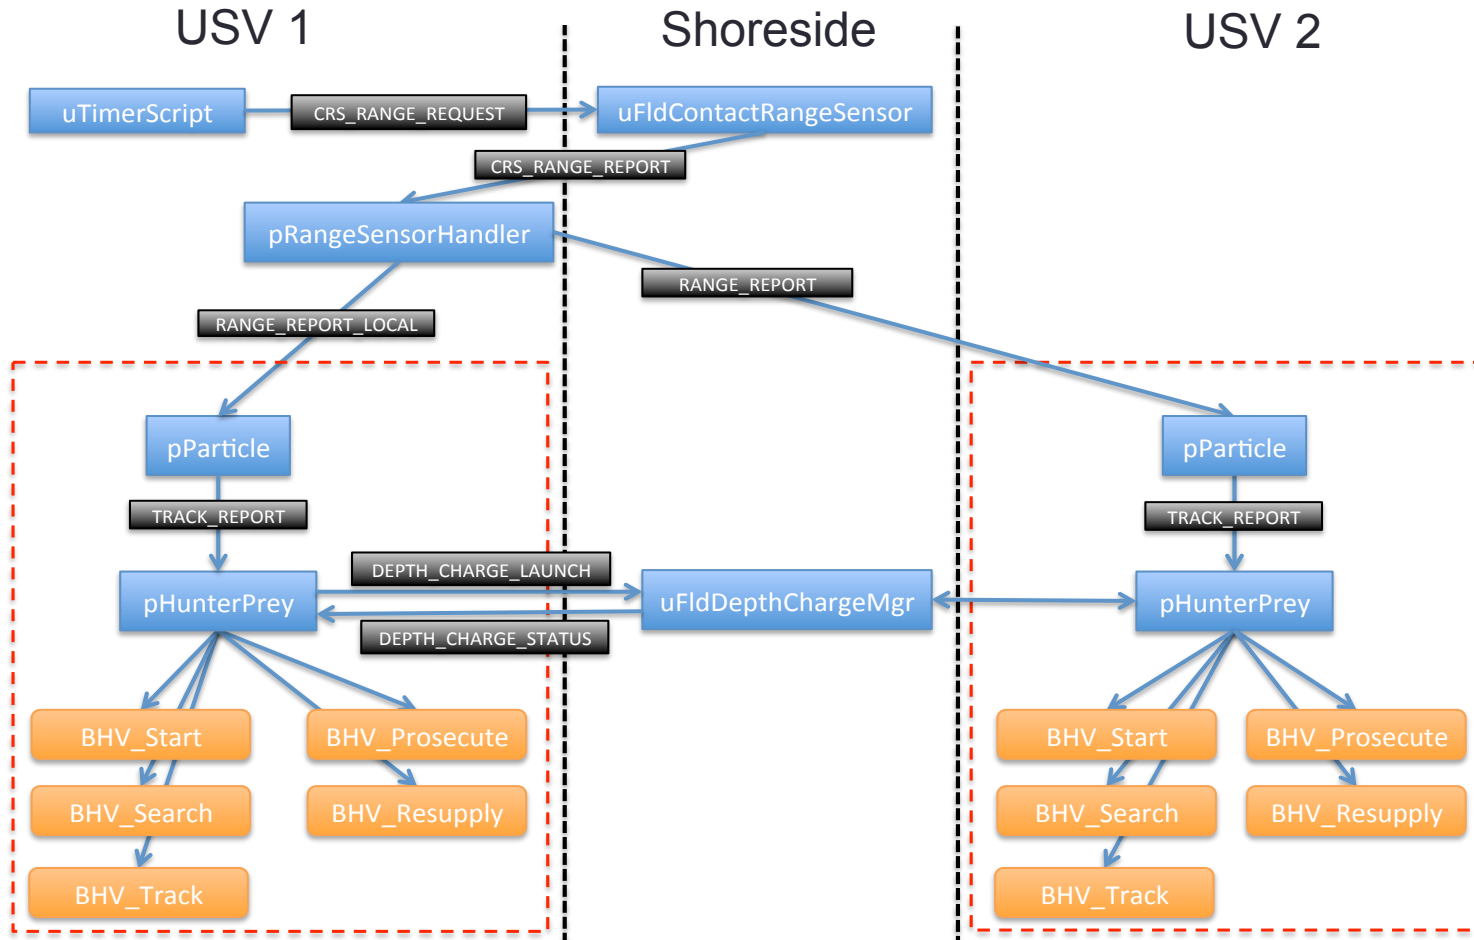 USV 1
Shoreside
USV 2
uTimerScript
CRS_RANGE_REQUEST
uFldContactRangeSensor
CRS_RANGE_REPORT
pRangeSensorHandler
RANGE_REPORT
RANGE_REPORT_LOCAL
pParticle
pParticle
TRACK_REPORT
TRACK_REPORT
DEPTH_CHARGE_LAUNCH
pHunterPrey
uFldDepthChargeMgr
pHunterPrey
DEPTH_CHARGE_STATUS
BHV_Start
BHV_Prosecute
BHV_Start
BHV_Prosecute
BHV_Search
BHV_Resupply
BHV_Search
BHV_Resupply
BHV_Track
BHV_Track